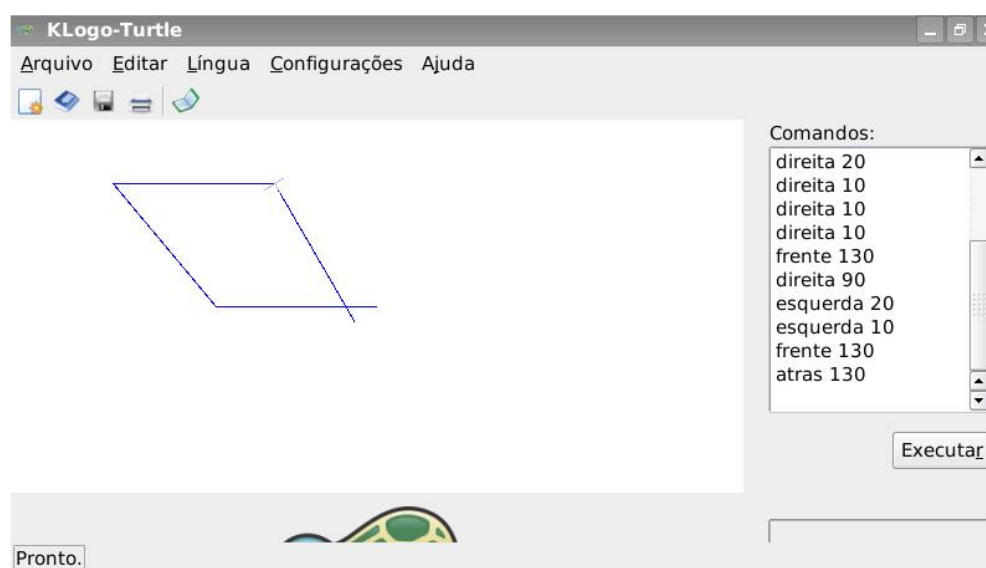 KLogo-Turtle
Arquivo Editar Língua Configurações Ajuda
Comandos:
direita 20
direita 10
direita 10
direita 10
frente 130
direita 90
esquerda 20
esquerda 10
frente 130
atras 130
Executar
Pronto.